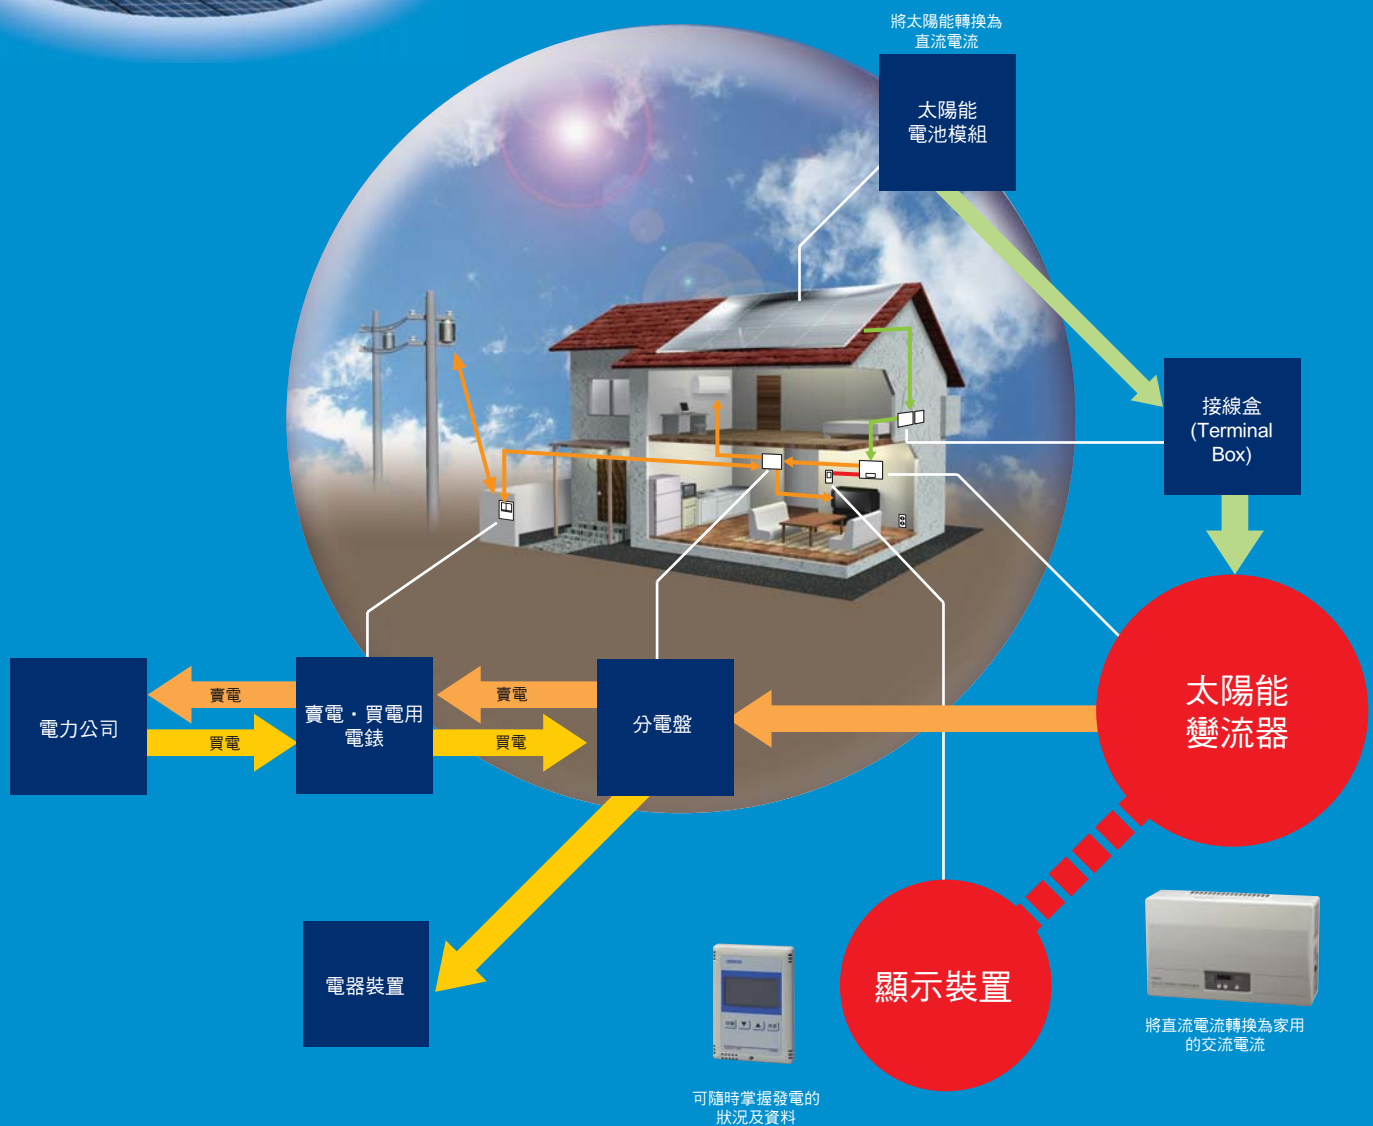 將太陽能轉換為
直流電流
太陽能
電池模組
接線盒
(Terminal
Box)
太陽能
變流器
電力公司
賣電
買電
賣電・買電用
電錶
賣電
買電
分電盤
電器裝置
顯示裝置
將直流電流轉換為家用
的交流電流
可隨時掌握發電的
狀況及資料